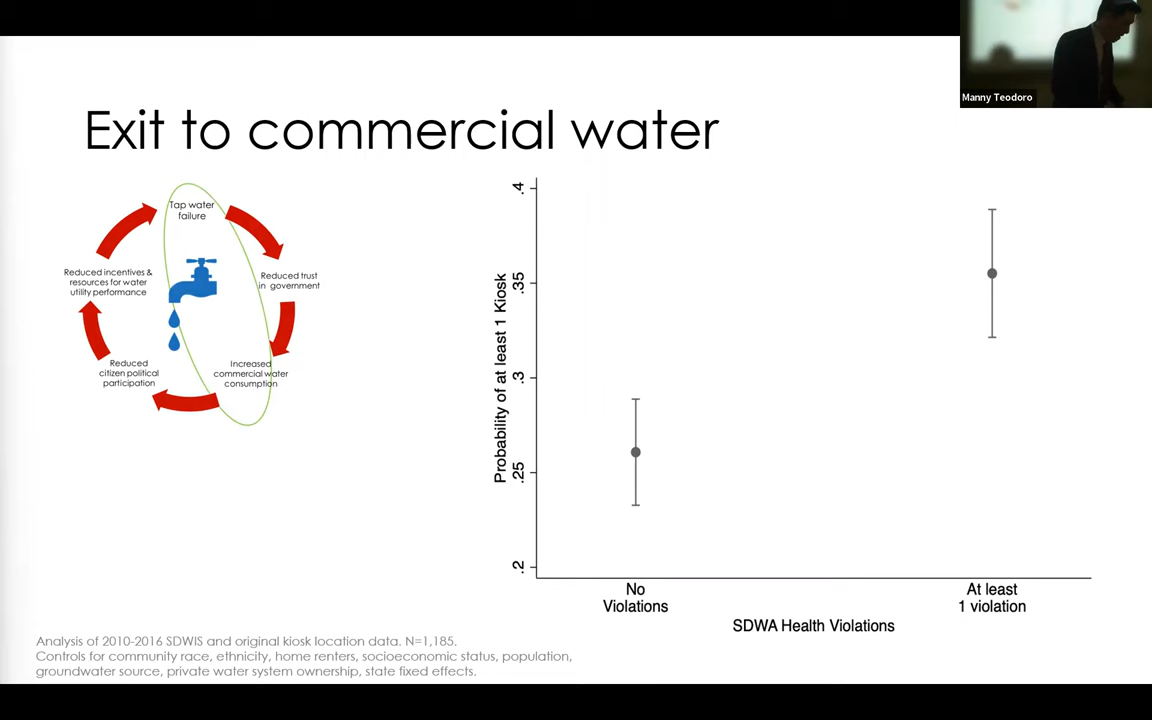 Manny Teodoro
Exit to commercial water
Tap water
failure
Reduced trust
in government
Increased
commercial water
consumption
Reduced
citizen political
participation
Reduced incentives &
resources for water
utility performance
Probability of at least 1 Kiosk
.4
.35
.3
.25
.2
No
Violations
At least
1 violation
SDWA Health Violations
Analysis of 2010-2016 SDWIS and original kiosk location data. N=1,185.
Controls for community race, ethnicity, home renters, socioeconomic status, population,
groundwater source, private water system ownership, state fixed effects.